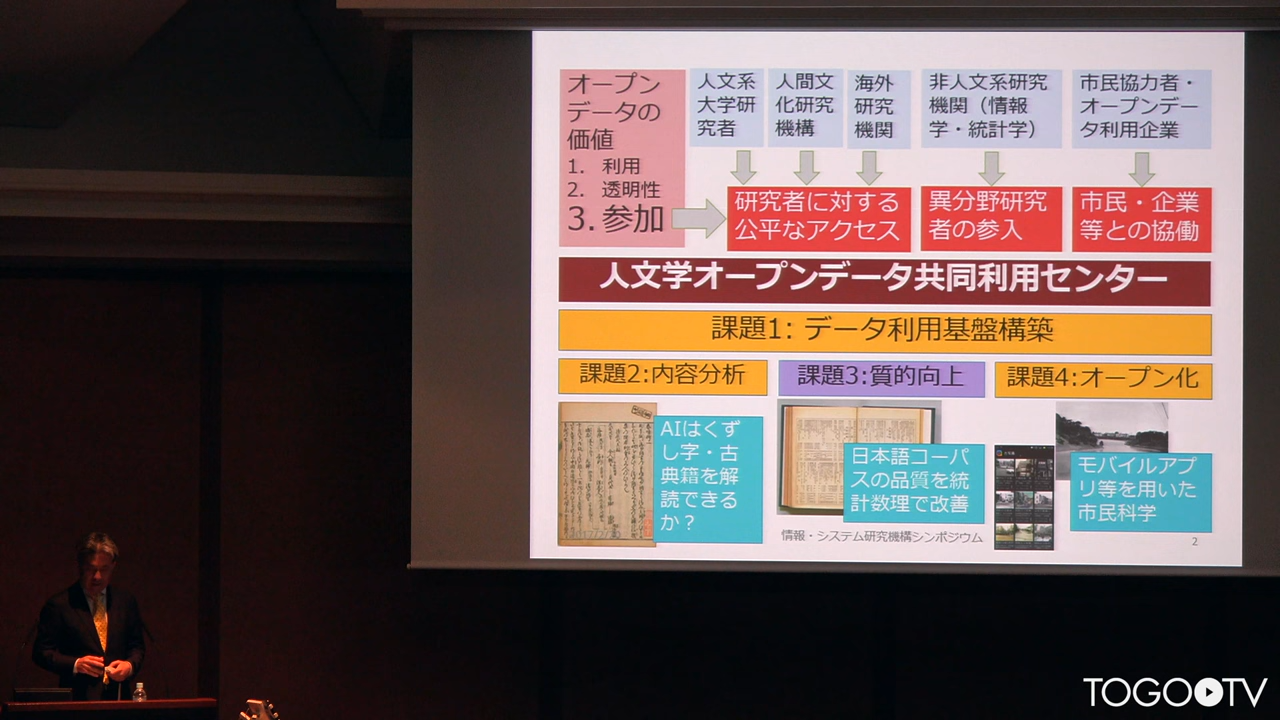 オープン
データの
価値
1. 利用
2. 透明性
3. 参加
人文系
大学研
究者
人間文
化研究
機構
海外
研究
機関
非人文系研究
機関（情報
学・統計学）
市民協力者・
オープンデー
タ利用企業
研究者に対する
公平なアクセス
異分野研究
者の参入
市民・企業
等との協働
人文学オープンデータ共同利用センター
課題1: データ利用基盤構築
課題2:内容分析
課題3:質的向上
課題4:オープン化
AIはくず
し字・古
典籍を解
読できる
か？
日本語コーパ
スの品質を統
計数理で改善
モバイルアプ
リ等を用いた
市民科学
情報・システム研究機構シンポジウム
2
TOGO TV